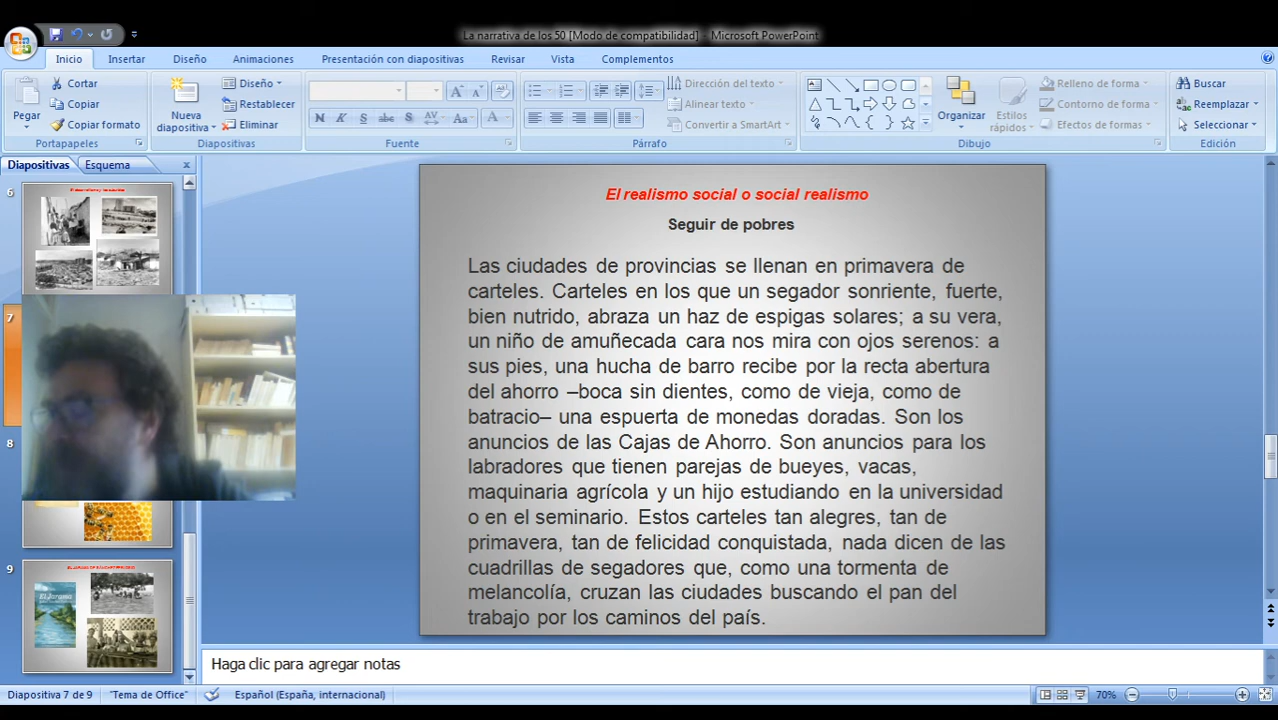 La narrativa de los 50 [Modo de compatibilidad] - Microsoft PowerPoint
Inicio Insertar Diseño Animaciones Presentación con diapositivas Revisar Vista Complementos
Pegar
Cortar
Copiar
Copiar formato
Portapapeles
Nueva
diapositiva
Diseño
Restablecer
Eliminar
Diapositivas
N K S abc S AV Aa A
Fuente
Dirección del texto
Alinear texto
Convertir a SmartArt
Párrafo
Organizar
Estilos
rápidos
Relleno de forma
Contorno de forma
Efectos de formas
Dibujo
Buscar
Reemplazar
Seleccionar
Edición
Diapositivas Esquema
6
7
8
9
El Jarama
El realismo social o social realismo
Seguir de pobres
Las ciudades de provincias se llenan en primavera de
carteles. Carteles en los que un segador sonriente, fuerte,
bien nutrido, abraza un haz de espigas solares; a su vera,
un niño de amuñecada cara nos mira con ojos serenos: a
sus pies, una hucha de barro recibe por la recta abertura
del ahorro –boca sin dientes, como de vieja, como de
batracio– una espuerta de monedas doradas. Son los
anuncios de las Cajas de Ahorro. Son anuncios para los
labradores que tienen parejas de bueyes, vacas,
maquinaria agrícola y un hijo estudiando en la universidad
o en el seminario. Estos carteles tan alegres, tan de
primavera, tan de felicidad conquistada, nada dicen de las
cuadrillas de segadores que, como una tormenta de
melancolía, cruzan las ciudades buscando el pan del
trabajo por los caminos del país.
Haga clic para agregar notas
Diapositiva 7 de 9 "Tema de Office" Español (España, internacional) 70%